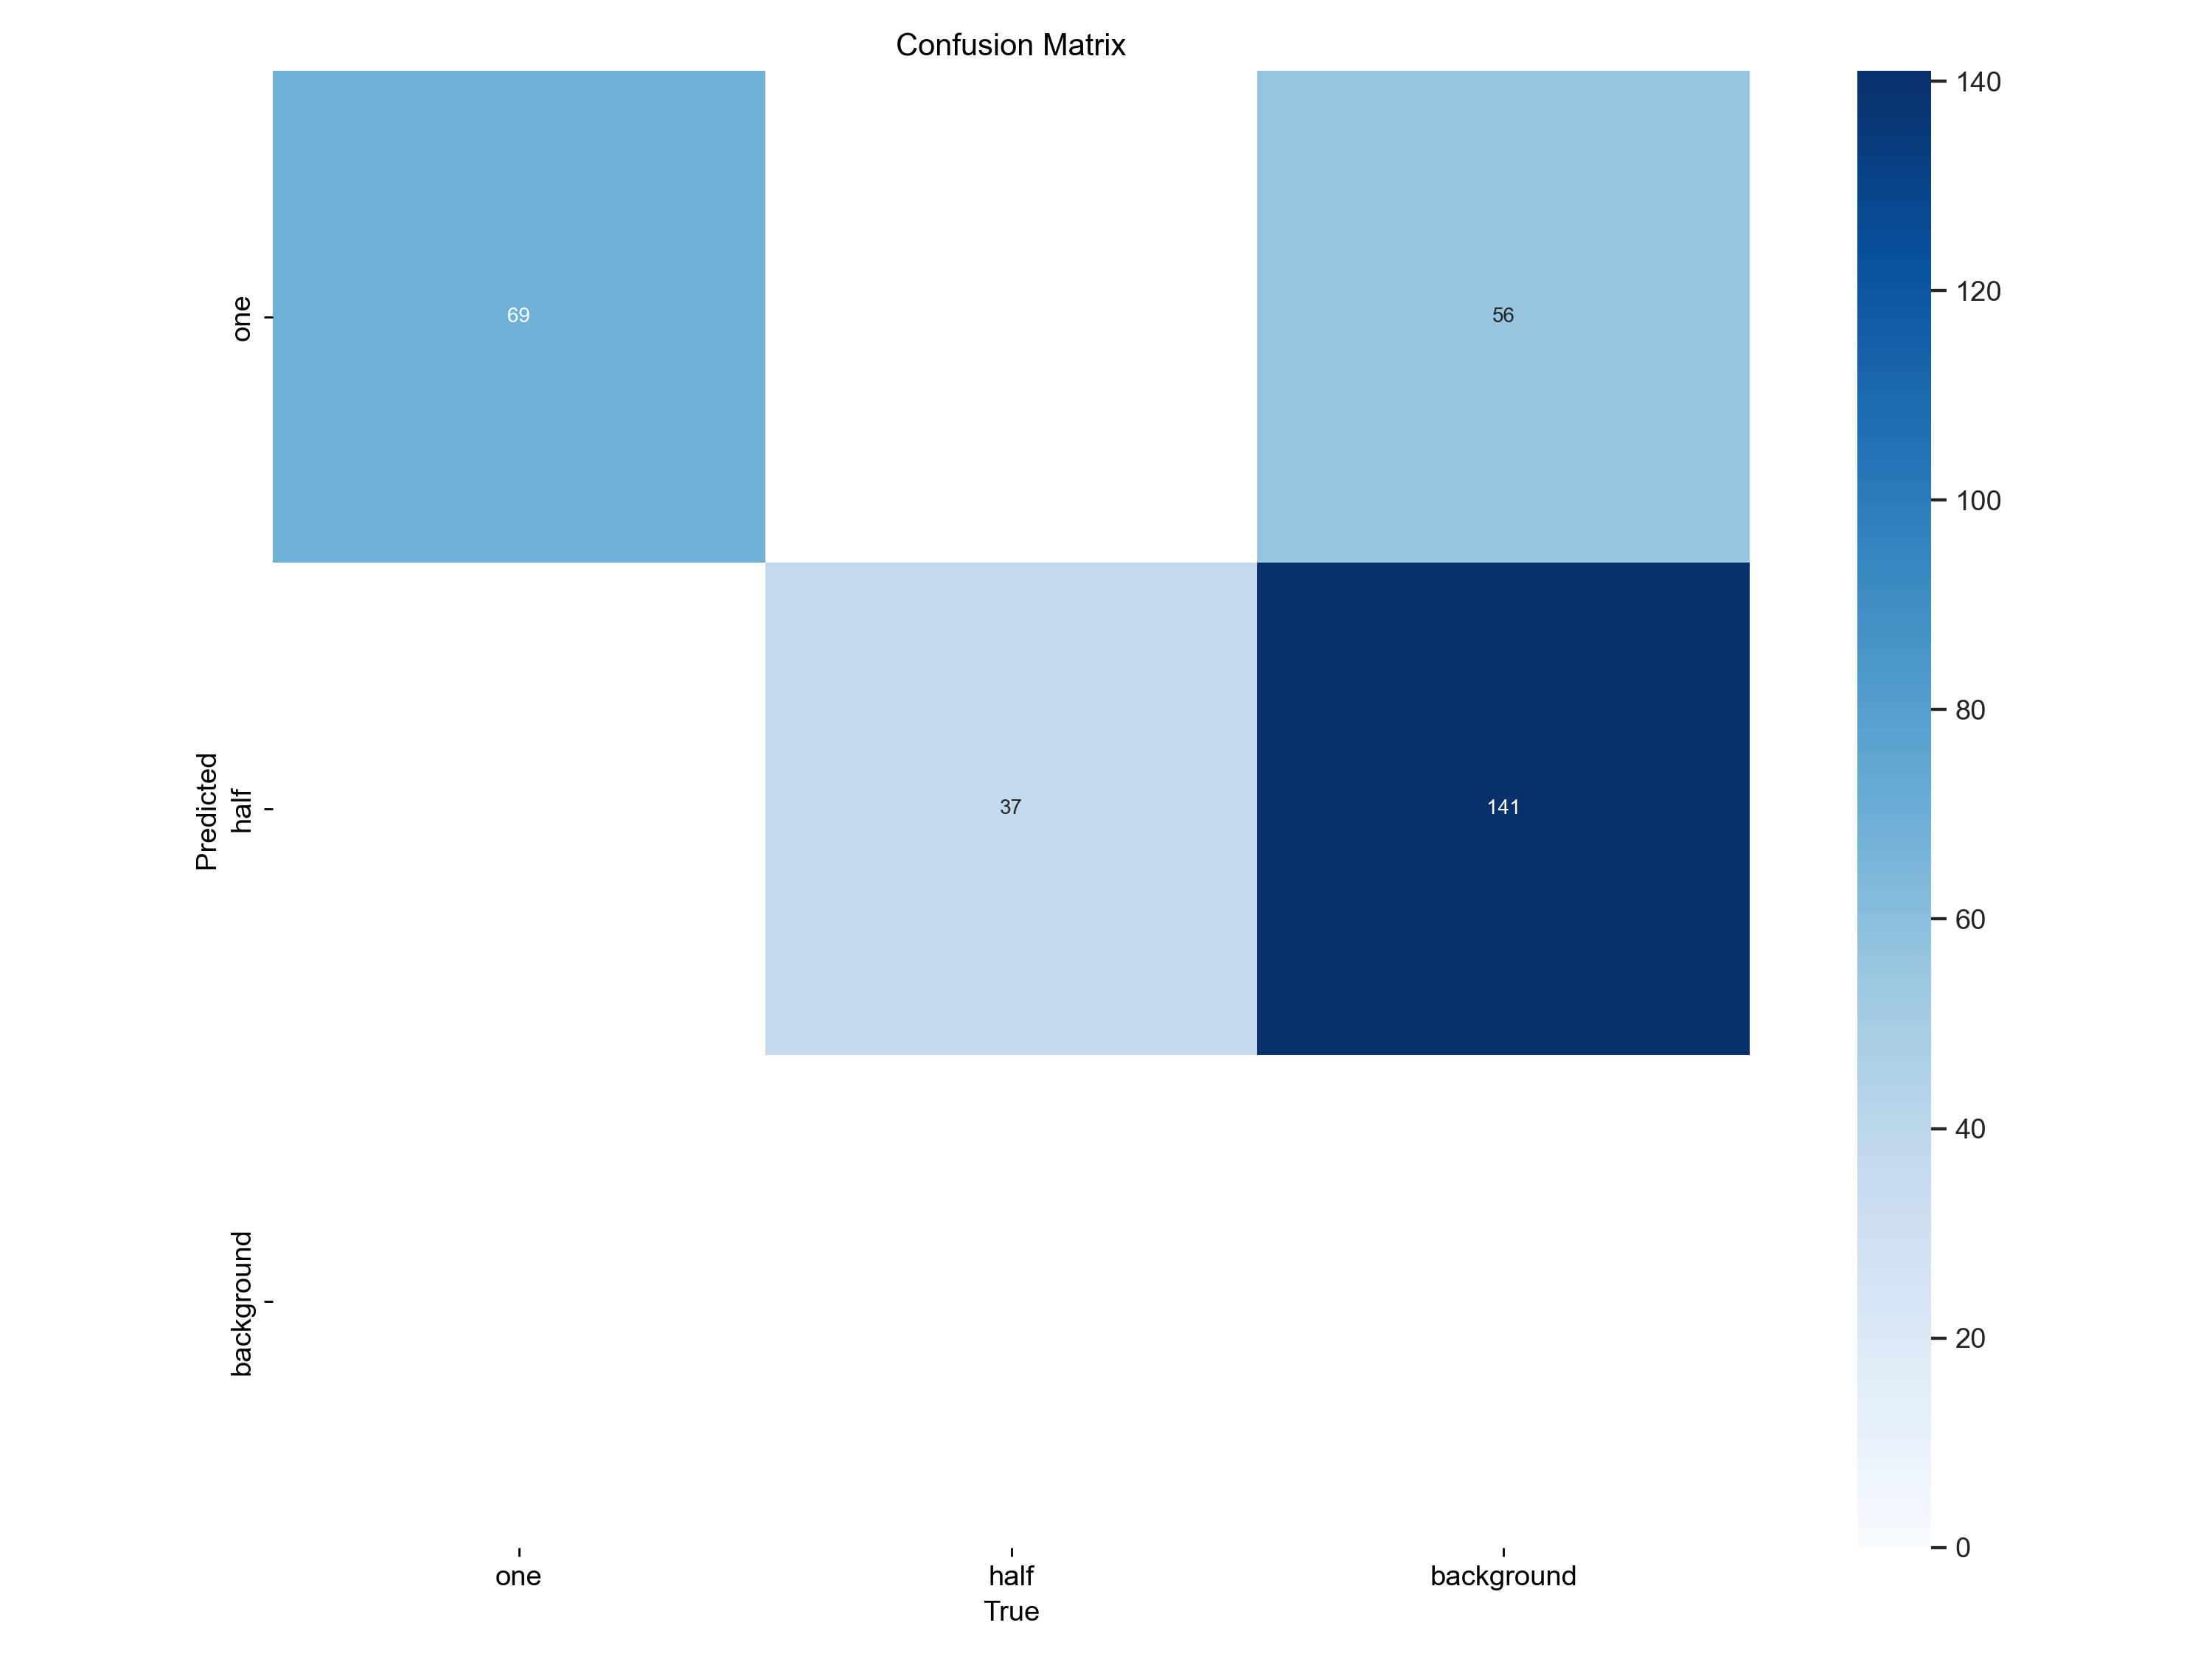 Confusion Matrix
one
69
56
half
37
141
background
Predicted
one
half
background
True
140
120
100
80
60
40
20
0